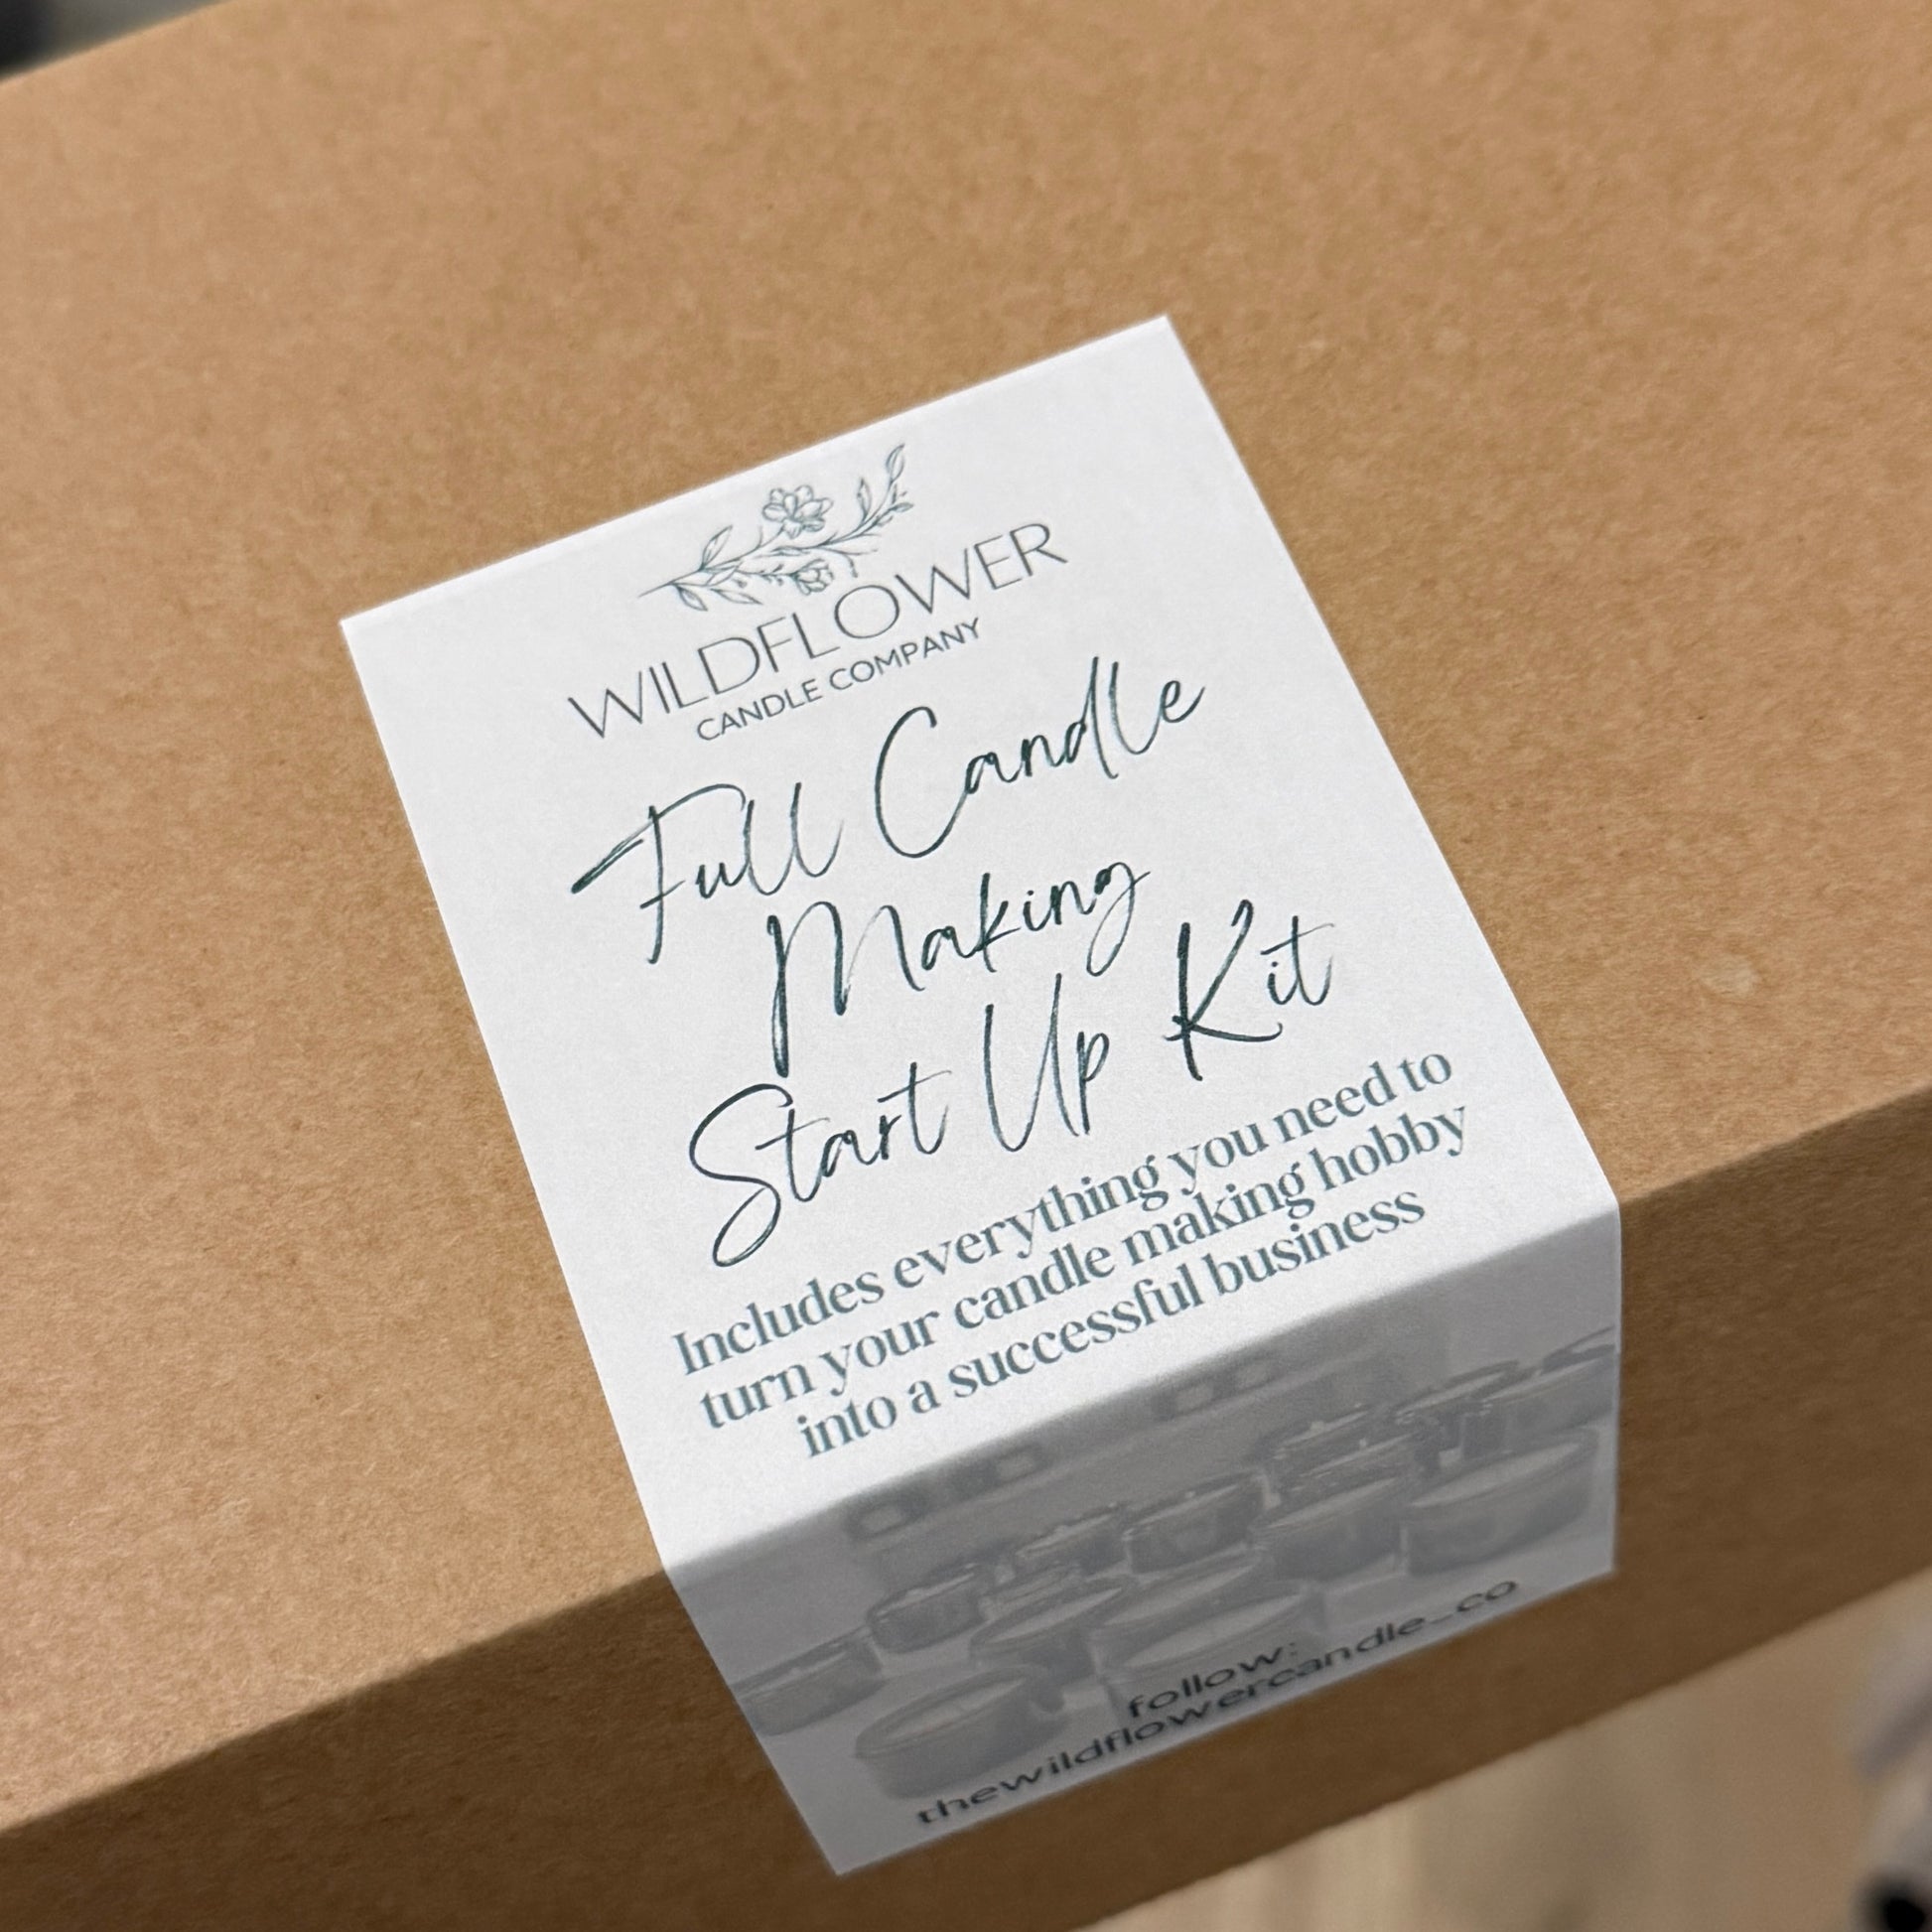 WILDFLOWER
CANDLE COMPANY
Full Candle
Making
Start Up Kit
Includes everything you need to
turn your candle making hobby
into a successful business
follow:
thewildflowercandle_co